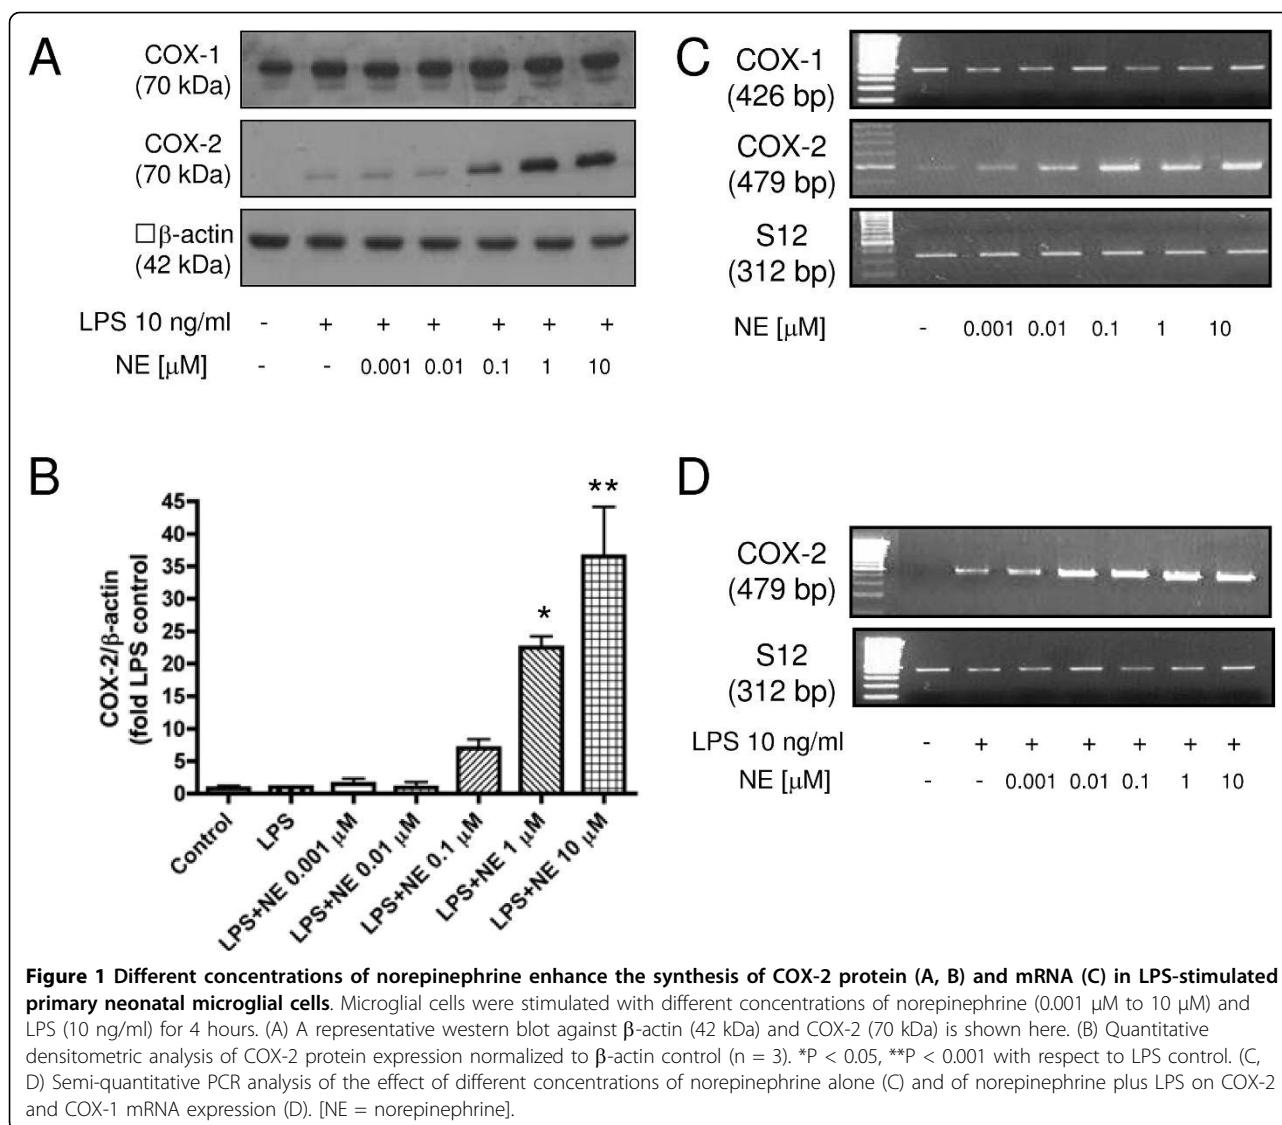 A
COX-1
(70 kDa)
COX-2
(70 kDa)
□β-actin
(42 kDa)
LPS 10 ng/ml - + + + + + +
NE [μM] - - 0.001 0.01 0.1 1 10
C
COX-1
(426 bp)
COX-2
(479 bp)
S12
(312 bp)
NE [μM] - 0.001 0.01 0.1 1 10
B
COX-2/β-actin
(fold LPS control
45
40
35
30
25
20
15
10
5
0
*
**
Control
LPS
LPS+NE 0.001 μM
LPS+NE 0.01 μM
LPS+NE 0.1 μM
LPS+NE 1 μM
LPS+NE 10 μM
D
COX-2
(479 bp)
S12
(312 bp)
LPS 10 ng/ml - + + + + + +
NE [μM] - - 0.001 0.01 0.1 1 10
Figure 1 Different concentrations of norepinephrine enhance the synthesis of COX-2 protein (A, B) and mRNA (C) in LPS-stimulated
primary neonatal microglial cells. Microglial cells were stimulated with different concentrations of norepinephrine (0.001 μM to 10 μM) and
LPS (10 ng/ml) for 4 hours. (A) A representative western blot against β-actin (42 kDa) and COX-2 (70 kDa) is shown here. (B) Quantitative
densitometric analysis of COX-2 protein expression normalized to β-actin control (n = 3). *P < 0.05, **P < 0.001 with respect to LPS control. (C,
D) Semi-quantitative PCR analysis of the effect of different concentrations of norepinephrine alone (C) and of norepinephrine plus LPS on COX-2
and COX-1 mRNA expression (D). [NE = norepinephrine].